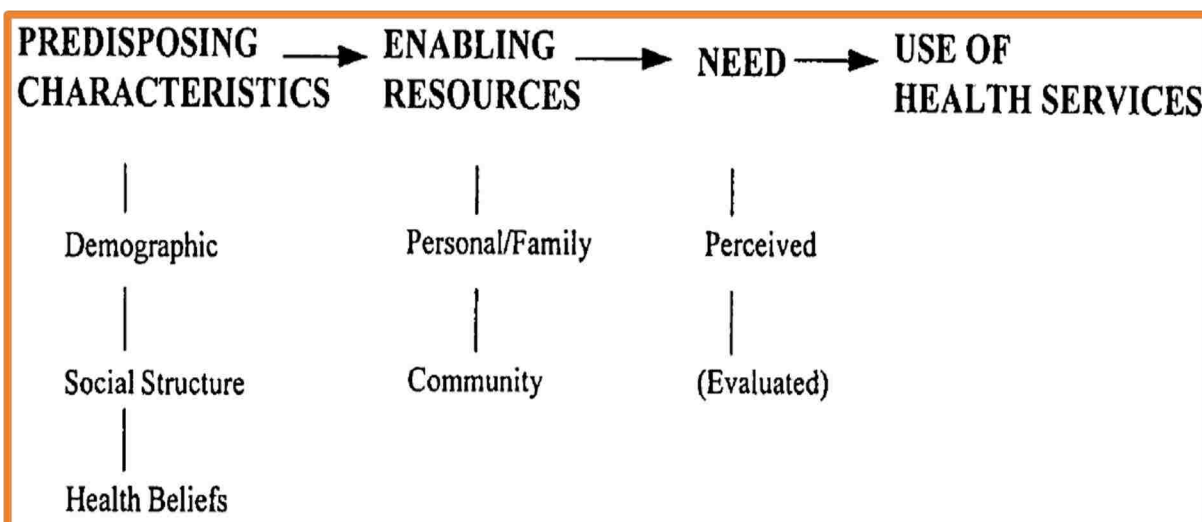 PREDISPOSING
CHARACTERISTICS
ENABLING
RESOURCES
NEED
USE OF
HEALTH SERVICES
Demographic
Social Structure
Health Beliefs
Personal/Family
Community
Perceived
(Evaluated)